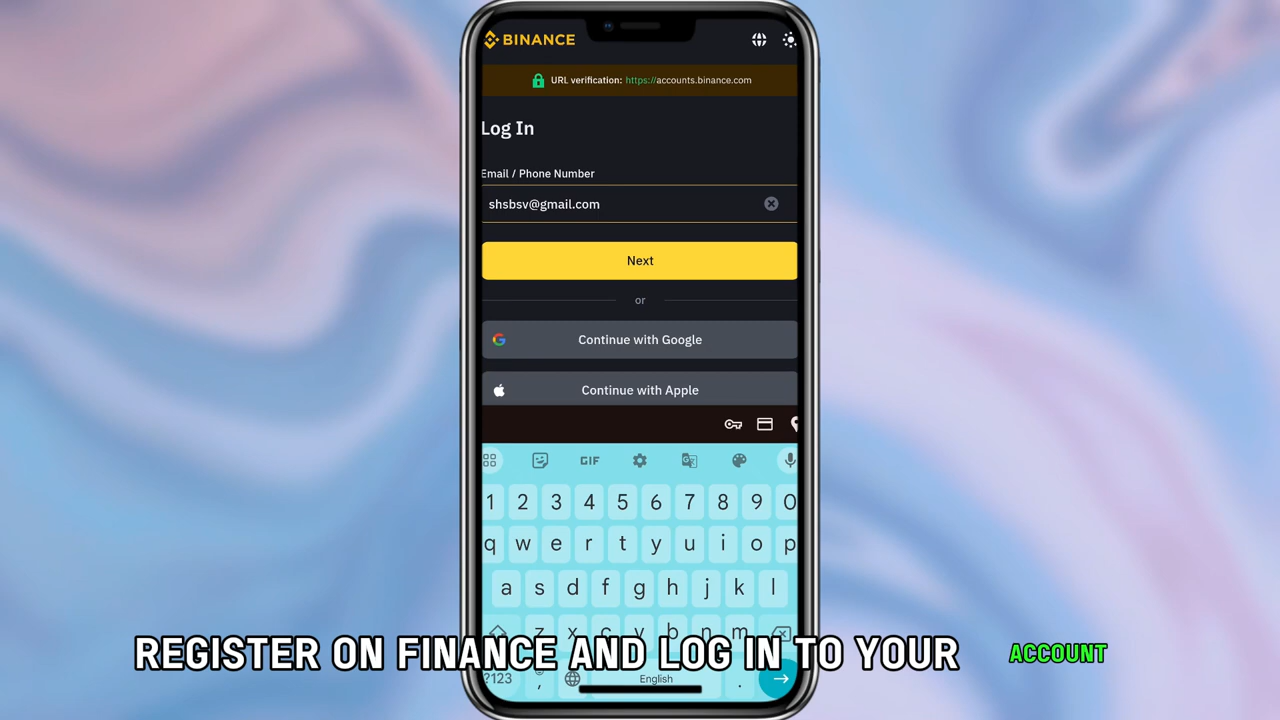 BINANCE
URL verification: https://accounts.binance.com
Log In
Email / Phone Number
shsbsv@gmail.com
Next
or
Continue with Google
Continue with Apple
GIF
1 2 3 4 5 6 7 8 9 0
q w e r t y u i o p
a s d f g h j k l
z x c v b n m
REGISTER ON FINANCE AND LOG IN TO YOUR ACCOUNT
?123 , English .